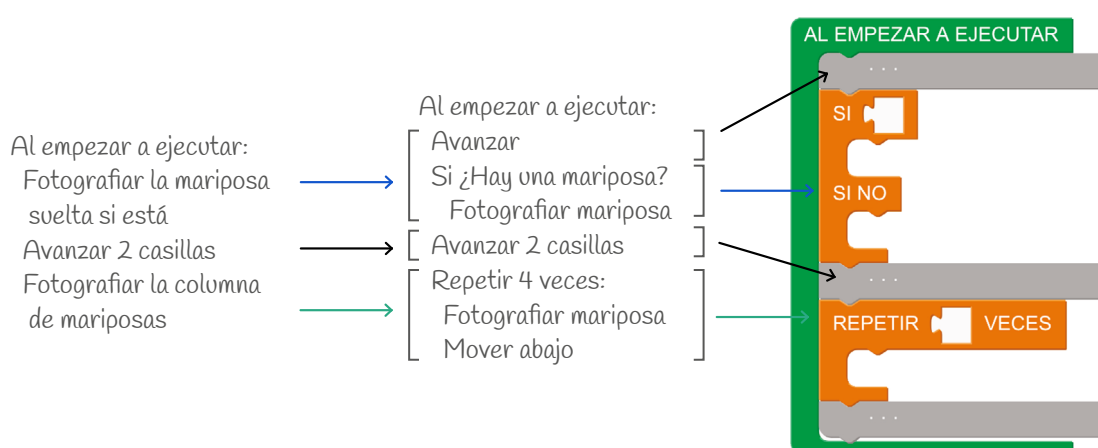 Al empezar a ejecutar:
Fotografiar la mariposa
suelta si está
Avanzar 2 casillas
Fotografiar la columna
de mariposas
Al empezar a ejecutar:
Avanzar
Si ¿Hay una mariposa?
Fotografiar mariposa
Avanzar 2 casillas
Repetir 4 veces:
Fotografiar mariposa
Mover abajo
AL EMPEZAR A EJECUTAR
...
SI
SI NO
...
REPETIR VECES
...